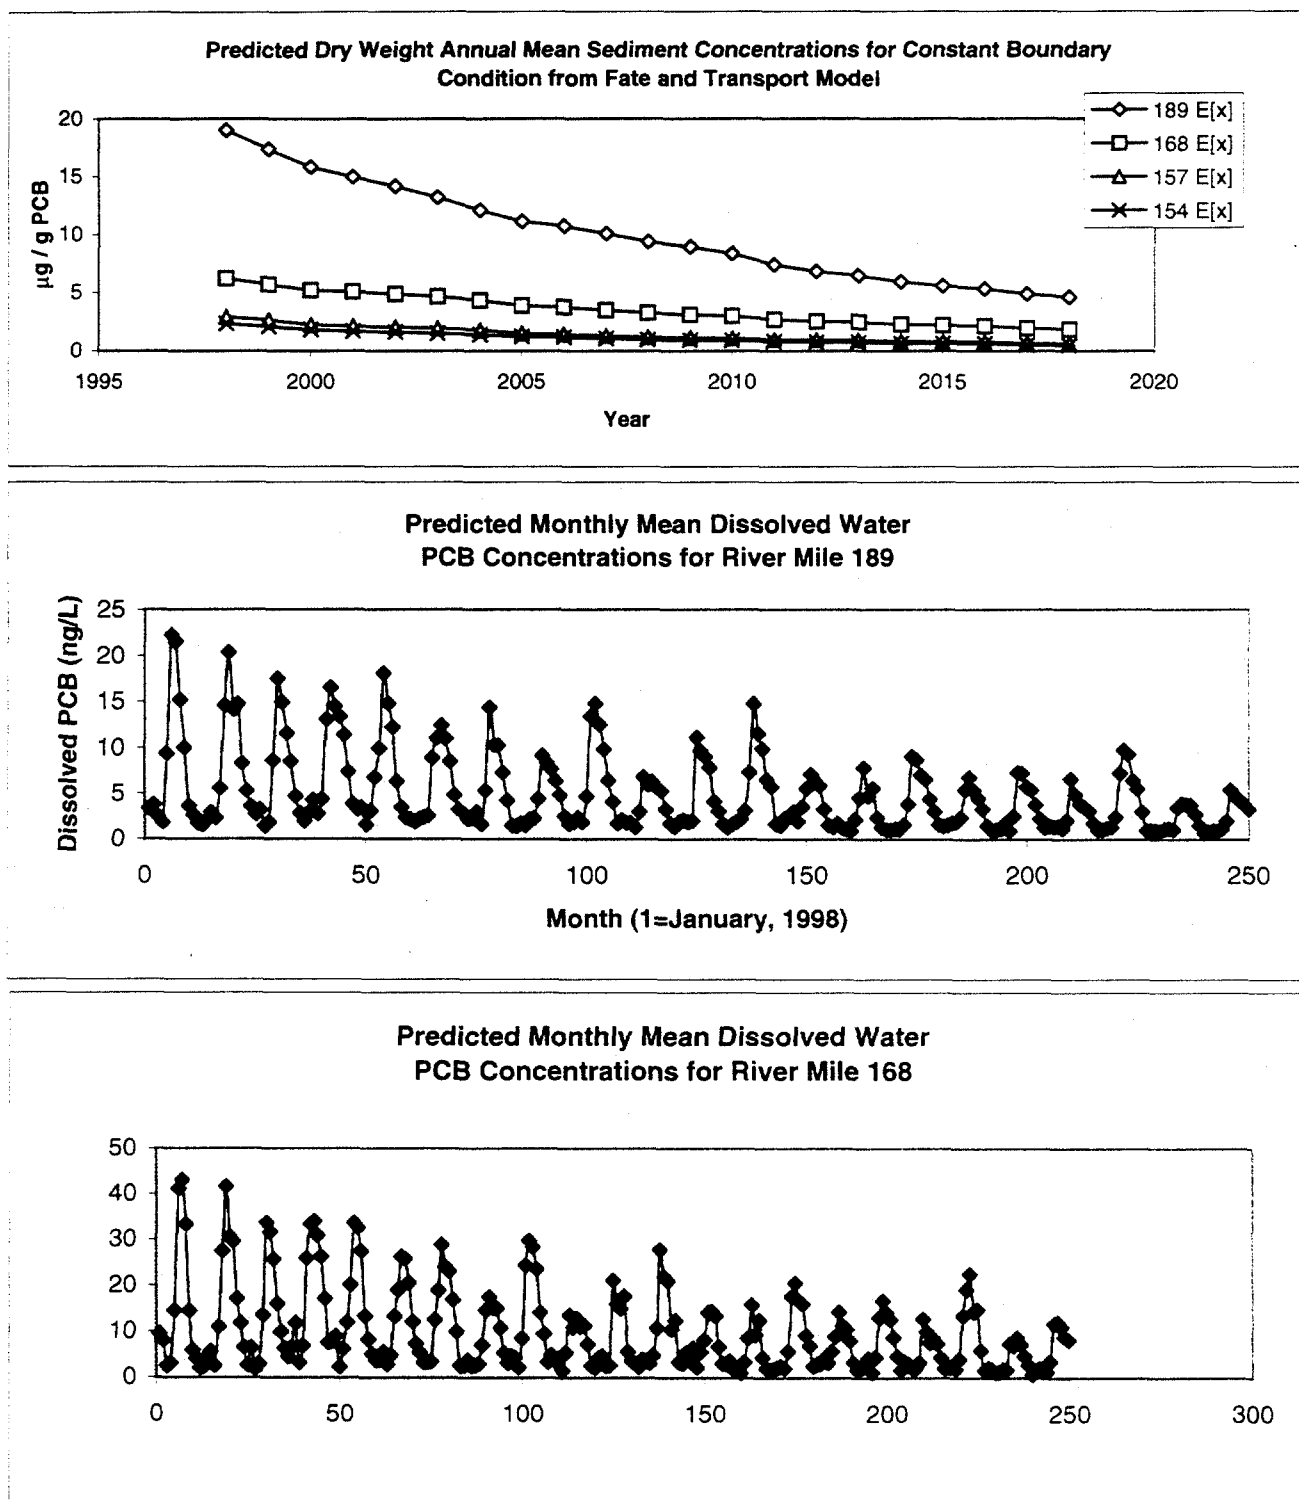 Predicted Dry Weight Annual Mean Sediment Concentrations for Constant Boundary
Condition from Fate and Transport Model
189 E[x]
168 E[x]
157 E[x]
154 E[x]
µg / g PCB
20
15
10
5
0
1995 2000 2005 2010 2015 2020
Year
Predicted Monthly Mean Dissolved Water
PCB Concentrations for River Mile 189
Dissolved PCB (ng/L)
25
20
15
10
5
0
0 50 100 150 200 250
Month (1=January, 1998)
Predicted Monthly Mean Dissolved Water
PCB Concentrations for River Mile 168
50
40
30
20
10
0
0 50 100 150 200 250 300